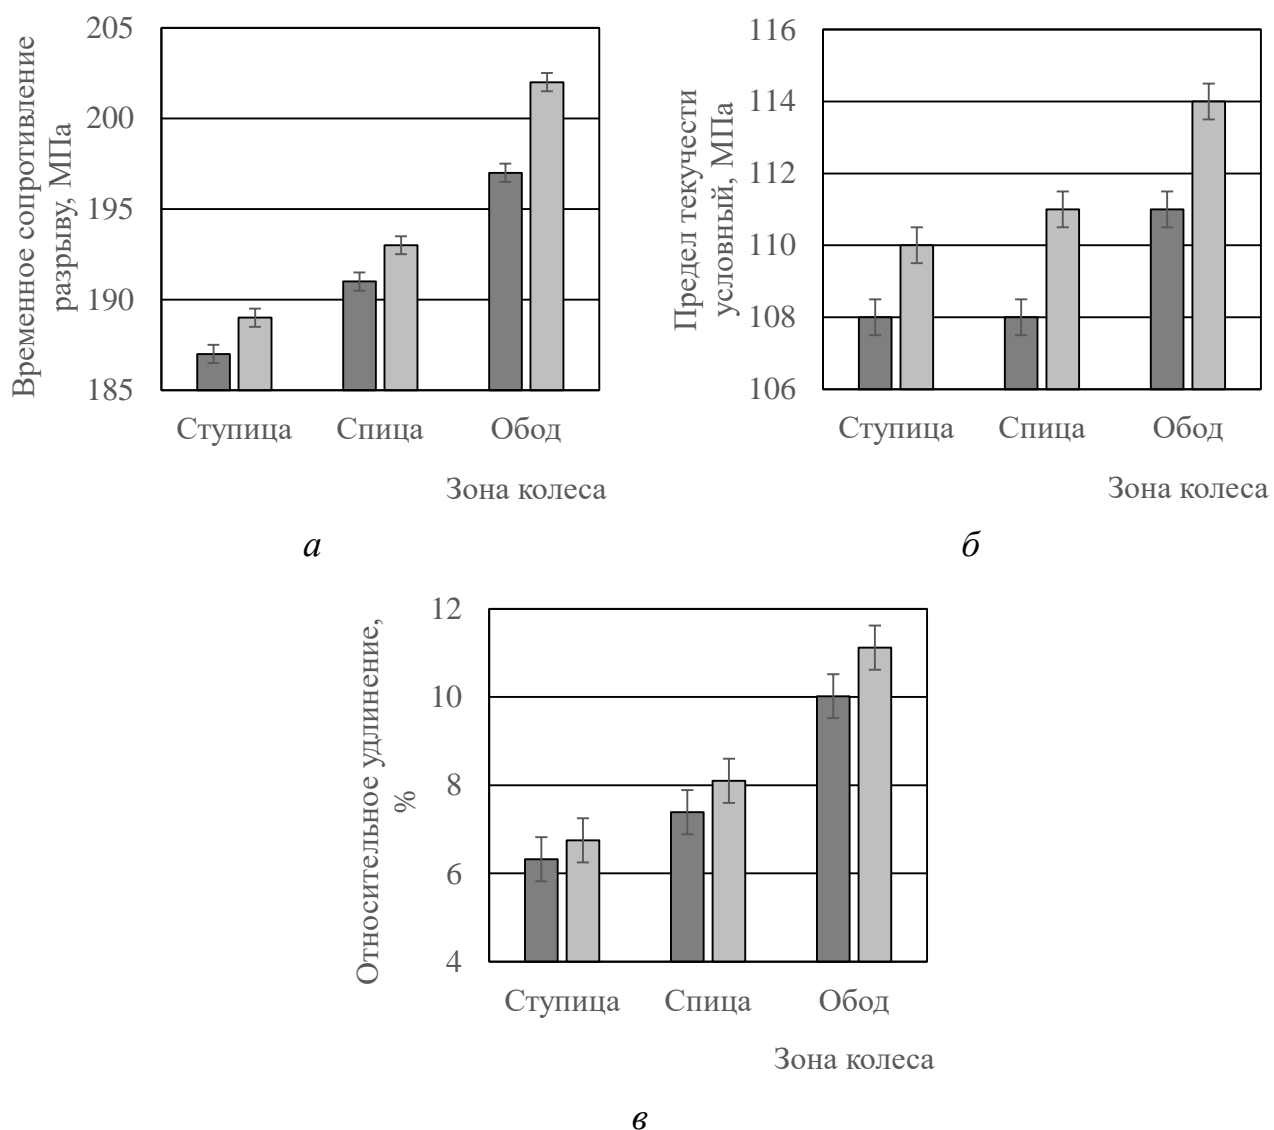 Временное сопротивление
разрыву, МПа
205
200
195
190
185
Ступица
Спица
Обод
Зона колеса
а
Предел текучести
условный, МПа
116
114
112
110
108
106
Ступица
Спица
Обод
Зона колеса
б
Относительное удлинение,
%
12
10
8
6
4
Ступица
Спица
Обод
Зона колеса
в